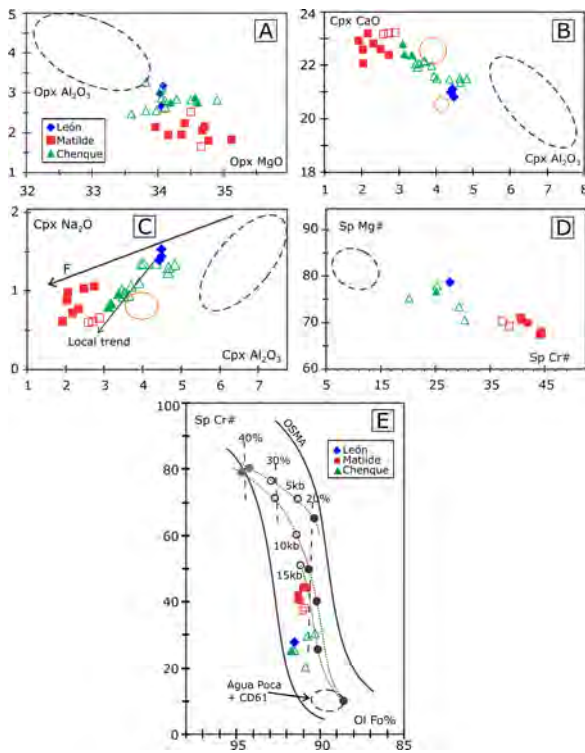 A
Opx Al₂O₃
Opx MgO
León
Matilde
Chenque
5
4
3
2
1
32
33
34
35
B
Cpx CaO
Cpx Al₂O₃
24
22
20
18
1 2 3 4 5 6 7 8
C
Cpx Na₂O
F
Local trend
Cpx Al₂O₃
2
1
0
1 2 3 4 5 6 7
D
Sp Mg#
Sp Cr#
90
80
70
60
5 15 25 35 45 55
E
Sp Cr#
OSMA
40%
30%
5kb
20%
10kb
15kb
León
Matilde
Chenque
Agua Poca
+ CD61
Ol Fo%
100
80
60
40
20
0
95
90
85